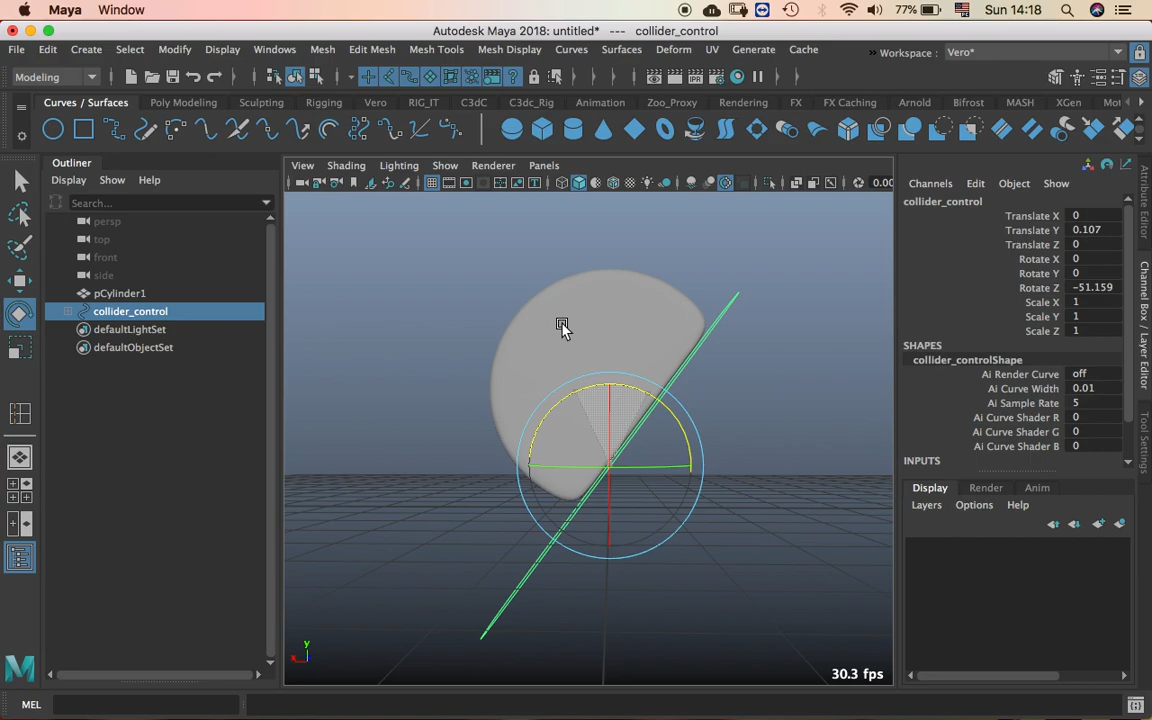 Maya Window 77% Sun 14:18
Autodesk Maya 2018: untitled* --- collider_control
File Edit Create Select Modify Display Windows Mesh Edit Mesh Mesh Tools Mesh Display Curves Surfaces Deform UV Generate Cache » Workspace : Vero*
Modeling
Curves / Surfaces Poly Modeling Sculpting Rigging Vero RIG_IT C3dC C3dc_Rig Animation Zoo_Proxy Rendering FX FX Caching Arnold Bifrost MASH XGen Mot
Outliner
Display Show Help
Search...
persp
top
front
side
pCylinder1
collider_control
defaultLightSet
defaultObjectSet
View Shading Lighting Show Renderer Panels
0.00
y
x
30.3 fps
Channels Edit Object Show
collider_control
Translate X 0
Translate Y 0.107
Translate Z 0
Rotate X 0
Rotate Y 0
Rotate Z -51.159
Scale X 1
Scale Y 1
Scale Z 1
SHAPES
collider_controlShape
Ai Render Curve off
Ai Curve Width 0.01
Ai Sample Rate 5
Ai Curve Shader R 0
Ai Curve Shader G 0
Ai Curve Shader B 0
INPUTS
Display Render Anim
Layers Options Help
Attribute Editor
Channel Box / Layer Editor
Tool Settings
MEL